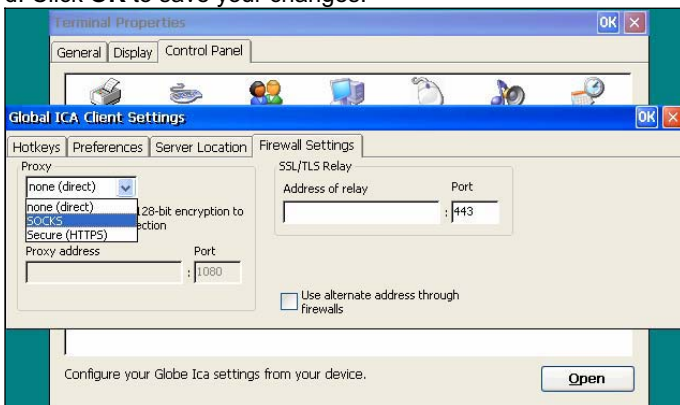 d. Click OK to save your changes.
Terminal Properties OK
General Display Control Panel
Global ICA Client Settings OK
Hotkeys Preferences Server Location Firewall Settings
Proxy
none (direct)
none (direct)
SOCKS
Secure (HTTPS)
128-bit encryption to
ection
Proxy address Port
: 1080
SSL/TLS Relay
Address of relay Port
: 443
Use alternate address through
firewalls
Configure your Globe Ica settings from your device.
Open